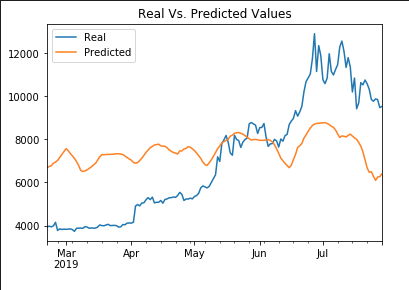 Real Vs. Predicted Values
Real
Predicted
12000
10000
8000
6000
4000
Mar
2019
Apr
May
Jun
Jul